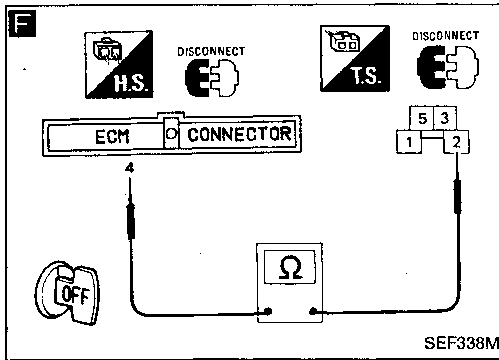 F
H.S.
DISCONNECT
T.S.
DISCONNECT
ECM CONNECTOR
5 3
1 2
4
Ω
OFF
SEF338M